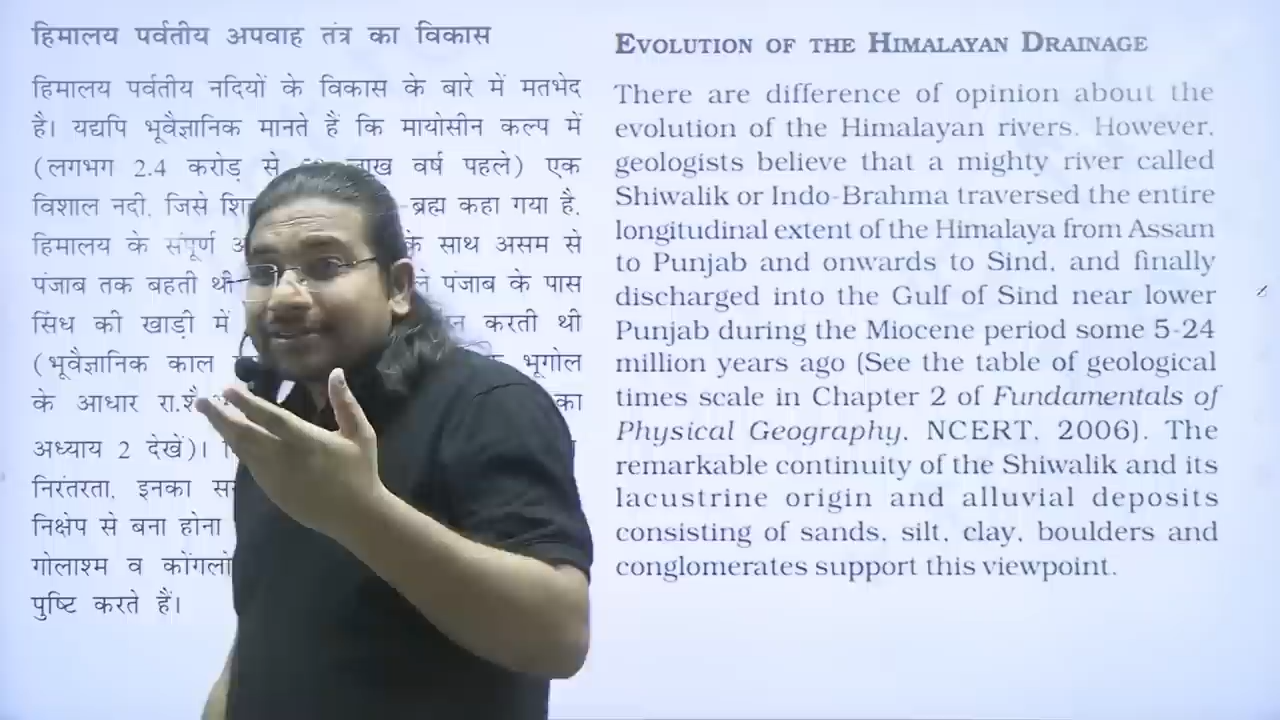 हिमालय पर्वतीय अपवाह तंत्र का विकास
हिमालय पर्वतीय नदियों के विकास के बारे में मतभेद
है। यद्यपि भूवैज्ञानिक मानते हैं कि मायोसीन कल्प में
(लगभग 2.4 करोड़ से लाख वर्ष पहले) एक
विशाल नदी, जिसे ब्रह्म कहा गया है,
हिमालय के संपूर्ण के साथ असम से
पंजाब तक बहती थी पंजाब के पास
सिंध की खाड़ी में करती थी
(भूवैज्ञानिक काल भूगोल
के आधार का
अध्याय 2 देखें)।
निरंतरता, इनका
निक्षेप से बना होना
गोलाश्म व
पुष्टि करते हैं।
EVOLUTION OF THE HIMALAYAN DRAINAGE
There are difference of opinion about the
evolution of the Himalayan rivers. However,
geologists believe that a mighty river called
Shiwalik or Indo-Brahma traversed the entire
longitudinal extent of the Himalaya from Assam
to Punjab and onwards to Sind, and finally
discharged into the Gulf of Sind near lower
Punjab during the Miocene period some 5-24
million years ago (See the table of geological
times scale in Chapter 2 of Fundamentals of
Physical Geography, NCERT, 2006). The
remarkable continuity of the Shiwalik and its
lacustrine origin and alluvial deposits
consisting of sands, silt, clay, boulders and
conglomerates support this viewpoint.